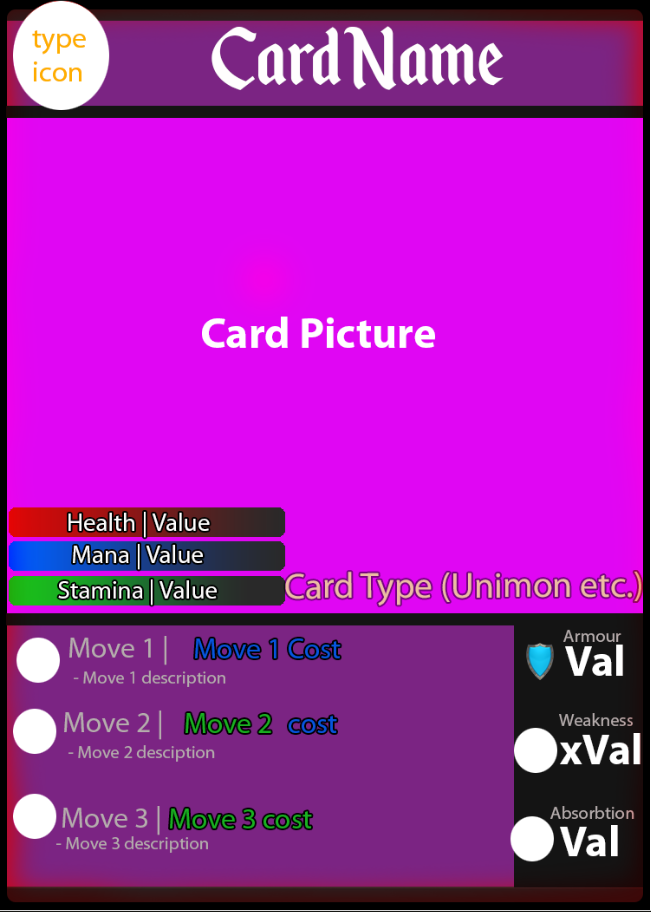 type
icon
CardName
Card Picture
Health | Value
Mana | Value
Stamina | Value
Card Type (Unimon etc.)
Move 1 | Move 1 Cost
- Move 1 description
Move 2 | Move 2 cost
- Move 2 desciption
Move 3 | Move 3 cost
- Move 3 description
Armour
Val
Weakness
xVal
Absorbtion
Val